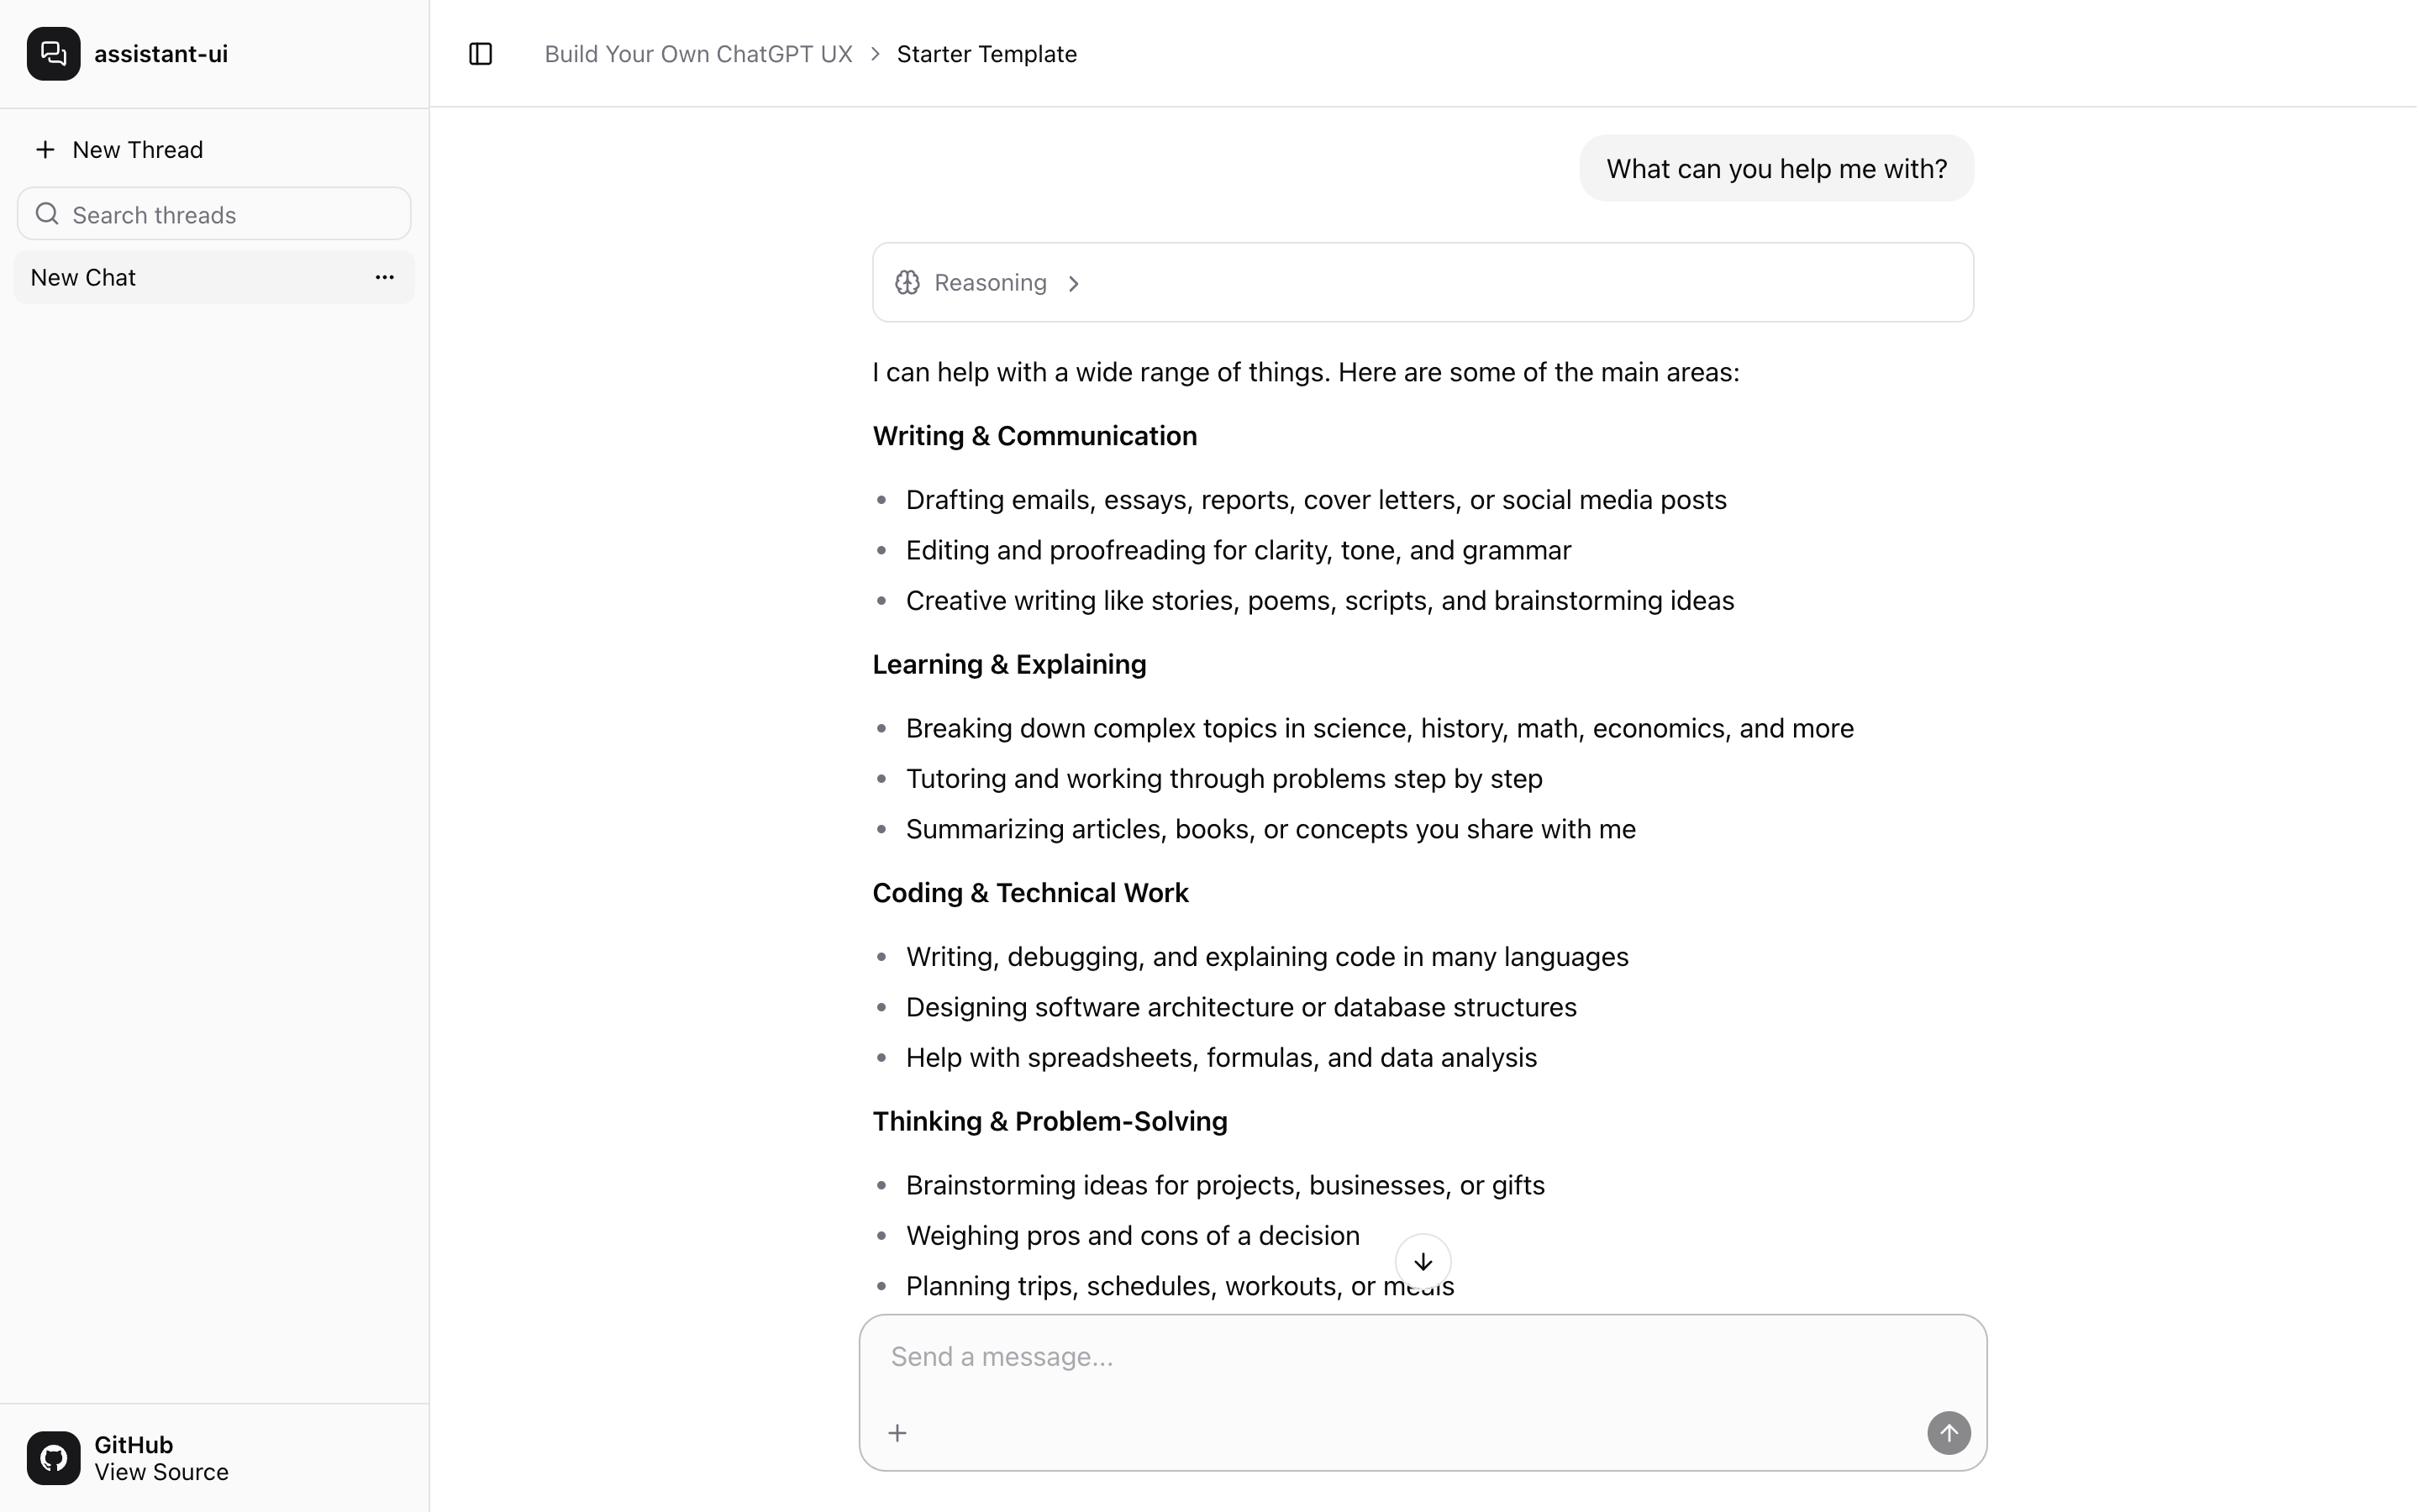 assistant-ui
New Thread
Search threads
New Chat
GitHub
View Source
Build Your Own ChatGPT UX > Starter Template
What can you help me with?
Reasoning
I can help with a wide range of things. Here are some of the main areas:
Writing & Communication
• Drafting emails, essays, reports, cover letters, or social media posts
• Editing and proofreading for clarity, tone, and grammar
• Creative writing like stories, poems, scripts, and brainstorming ideas
Learning & Explaining
• Breaking down complex topics in science, history, math, economics, and more
• Tutoring and working through problems step by step
• Summarizing articles, books, or concepts you share with me
Coding & Technical Work
• Writing, debugging, and explaining code in many languages
• Designing software architecture or database structures
• Help with spreadsheets, formulas, and data analysis
Thinking & Problem-Solving
• Brainstorming ideas for projects, businesses, or gifts
• Weighing pros and cons of a decision
• Planning trips, schedules, workouts, or meals
Send a message...